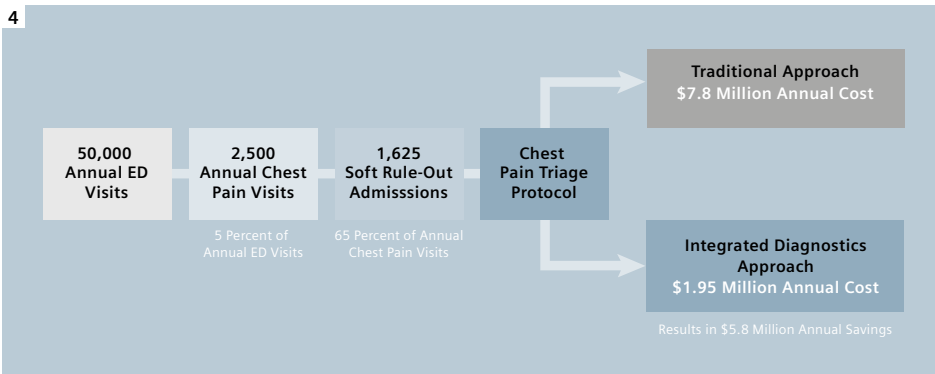 4
50,000
Annual ED
Visits
2,500
Annual Chest
Pain Visits
5 Percent of
Annual ED Visits
1,625
Soft Rule-Out
Admisssions
65 Percent of Annual
Chest Pain Visits
Chest
Pain Triage
Protocol
Traditional Approach
$7.8 Million Annual Cost
Integrated Diagnostics
Approach
$1.95 Million Annual Cost
Results in $5.8 Million Annual Savings